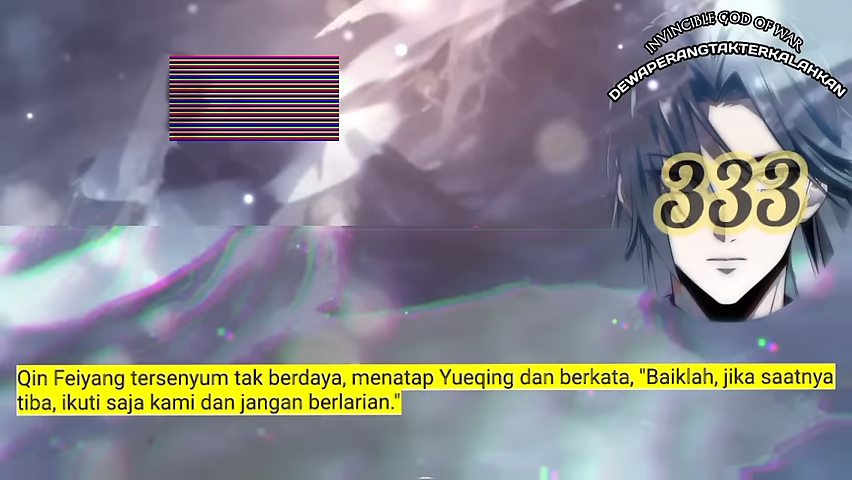 INVINCIBLE GOD OF WAR
DEWAPERANGTAKTERKALAHKAN
333
Qin Feiyang tersenyum tak berdaya, menatap Yueqing dan berkata, "Baiklah, jika saatnya
tiba, ikuti saja kami dan jangan berlarian."